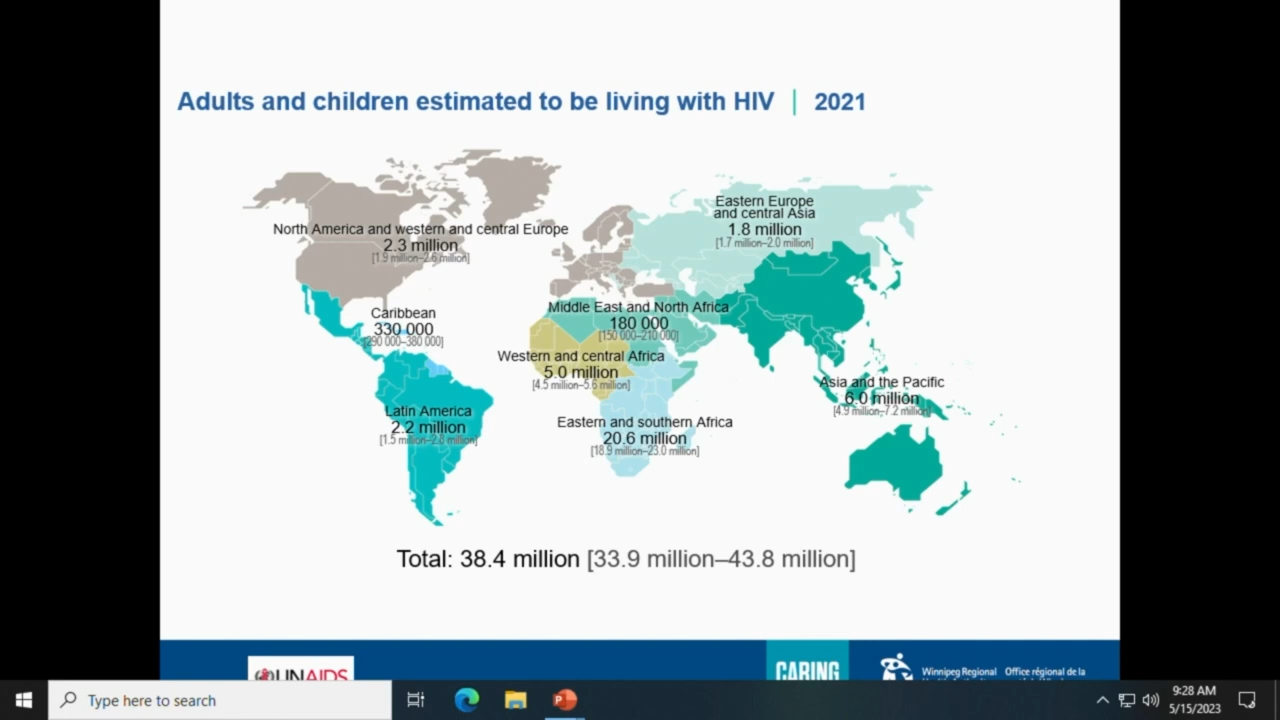 Adults and children estimated to be living with HIV | 2021
Eastern Europe
and central Asia
1.8 million
[1.7 million–2.0 million]
North America and western and central Europe
2.3 million
[1.9 million–2.6 million]
Caribbean
330 000
[290 000–380 000]
Middle East and North Africa
180 000
[150 000–210 000]
Western and central Africa
5.0 million
[4.5 million–5.6 million]
Asia and the Pacific
6.0 million
[4.9 million–7.2 million]
Latin America
2.2 million
[1.5 million–2.8 million]
Eastern and southern Africa
20.6 million
[18.9 million–23.0 million]
Total: 38.4 million [33.9 million–43.8 million]
UNAIDS
CARING
Winnipeg Regional
Office régional de la
Type here to search
9:28 AM
5/15/2023